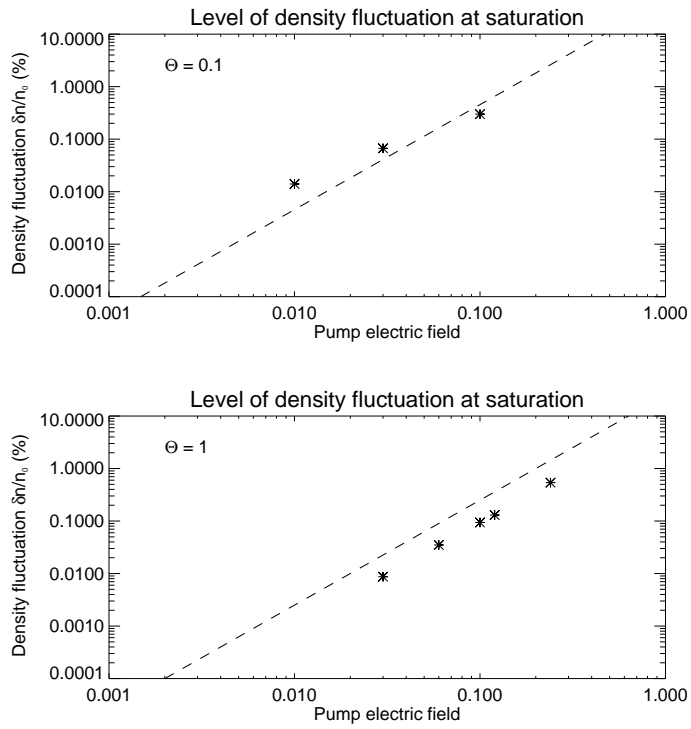 Level of density fluctuation at saturation
10.0000
1.0000
0.1000
0.0100
0.0010
0.0001
Density fluctuation δn/n₀ (%)
Θ = 0.1
0.001
0.010
0.100
1.000
Pump electric field
Level of density fluctuation at saturation
10.0000
1.0000
0.1000
0.0100
0.0010
0.0001
Density fluctuation δn/n₀ (%)
Θ = 1
0.001
0.010
0.100
1.000
Pump electric field